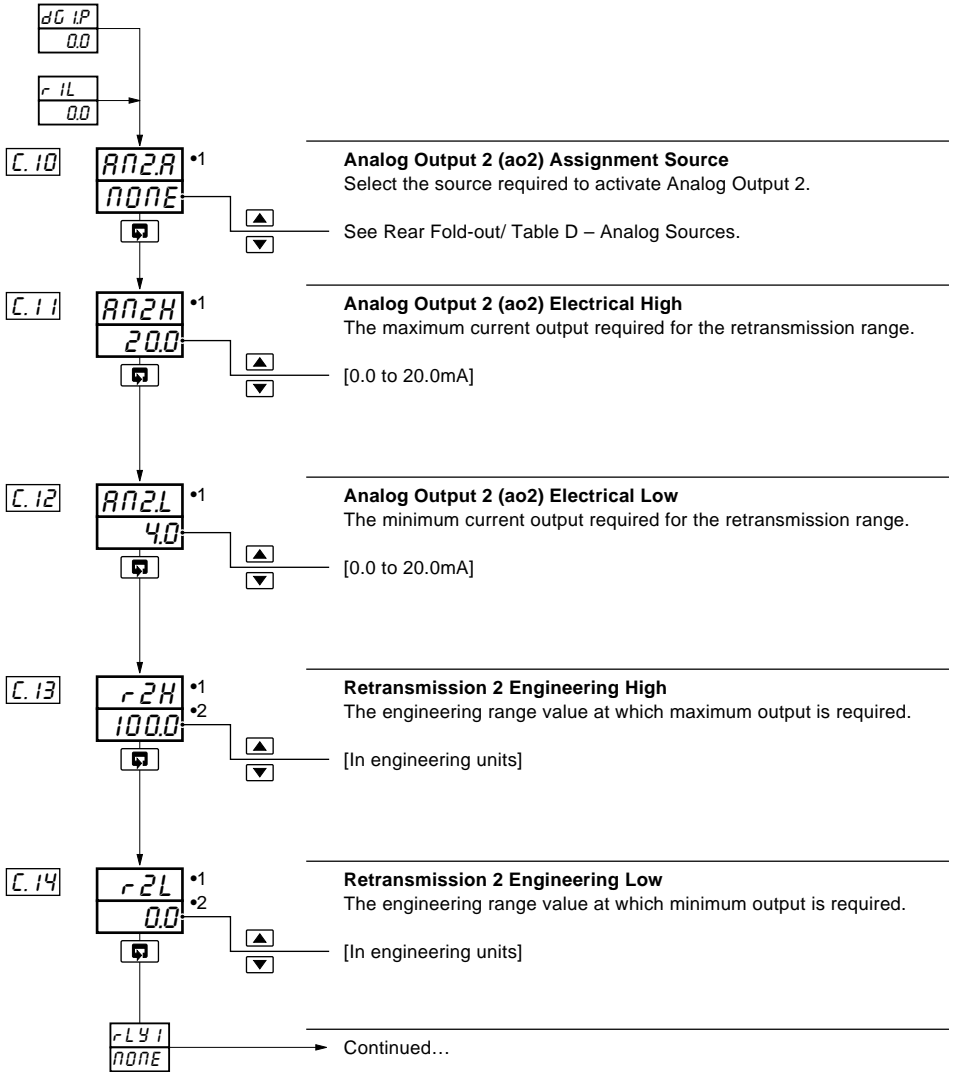 dG1.P
0.0
r1L
0.0
C.10
AN2.A •1
NONE
Analog Output 2 (ao2) Assignment Source
Select the source required to activate Analog Output 2.
See Rear Fold-out/ Table D – Analog Sources.
C.11
AN2H •1
20.0
Analog Output 2 (ao2) Electrical High
The maximum current output required for the retransmission range.
[0.0 to 20.0mA]
C.12
AN2.L •1
4.0
Analog Output 2 (ao2) Electrical Low
The minimum current output required for the retransmission range.
[0.0 to 20.0mA]
C.13
r2H •1
100.0 •2
Retransmission 2 Engineering High
The engineering range value at which maximum output is required.
[In engineering units]
C.14
r2L •1
0.0 •2
Retransmission 2 Engineering Low
The engineering range value at which minimum output is required.
[In engineering units]
rLY1
NONE
Continued…